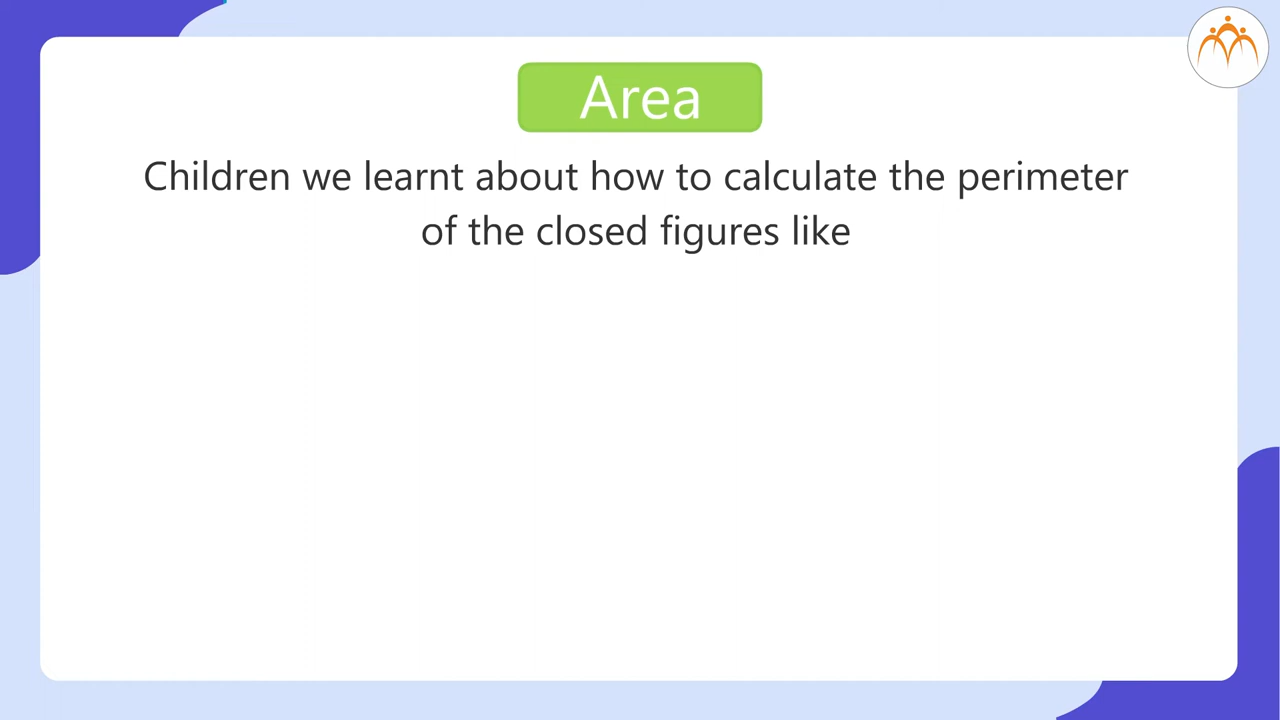 Area
Children we learnt about how to calculate the perimeter
of the closed figures like